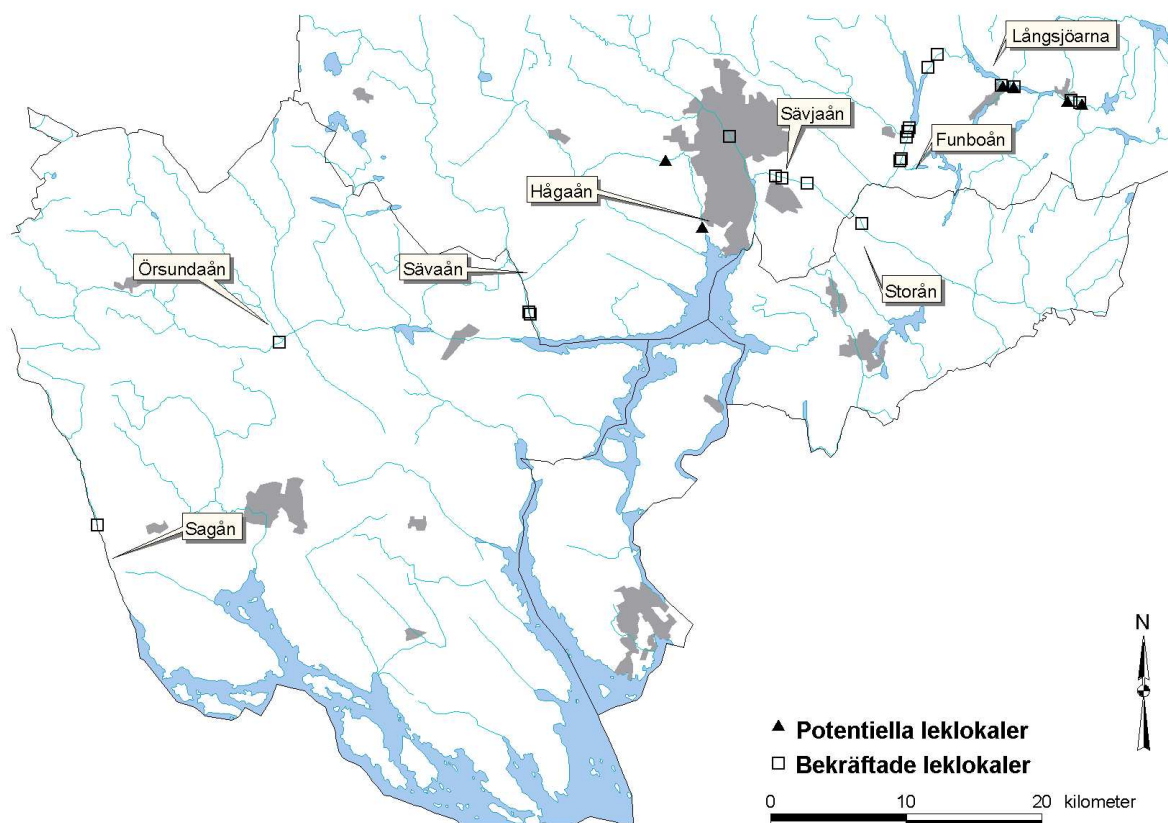 Långsjöarna
Sävjaån
Funboån
Hågaån
Örsundaån
Sävaån
Storån
Sagån
N
Potentiella leklokaler
Bekräftade leklokaler
0 10 20 kilometer